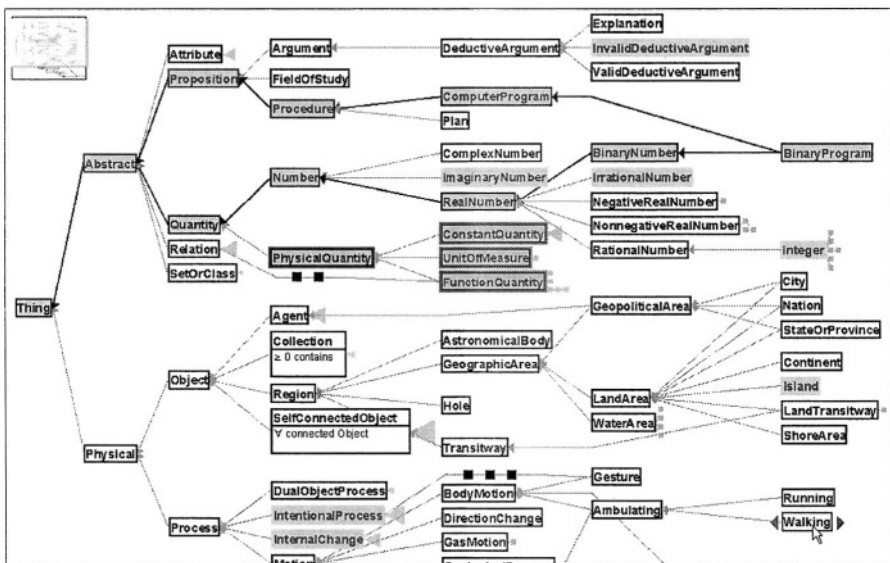 Explanation
Attribute
Argument
DeductiveArgument
InvalidDeductiveArgument
Proposition
FieldOfStudy
ValidDeductiveArgument
Procedure
ComputerProgram
Plan
Abstract
ComplexNumber
BinaryNumber
BinaryProgram
Number
ImaginaryNumber
IrrationalNumber
RealNumber
NegativeRealNumber
Quantity
ConstantQuantity
NonnegativeRealNumber
Relation
PhysicalQuantity
UnitOfMeasure
RationalNumber
Integer
SetOrClass
FunctionQuantity
City
Thing
Agent
GeopoliticalArea
Nation
Collection
≥ 0 contains
AstronomicalBody
StateOrProvince
GeographicArea
Continent
Object
Region
LandArea
Island
Hole
SelfConnectedObject
∀ connected Object
WaterArea
LandTransitway
Transitway
ShoreArea
Physical
Gesture
DualObjectProcess
BodyMotion
Running
IntentionalProcess
Ambulating
Process
DirectionChange
Walking
InternalChange
GasMotion
Motion